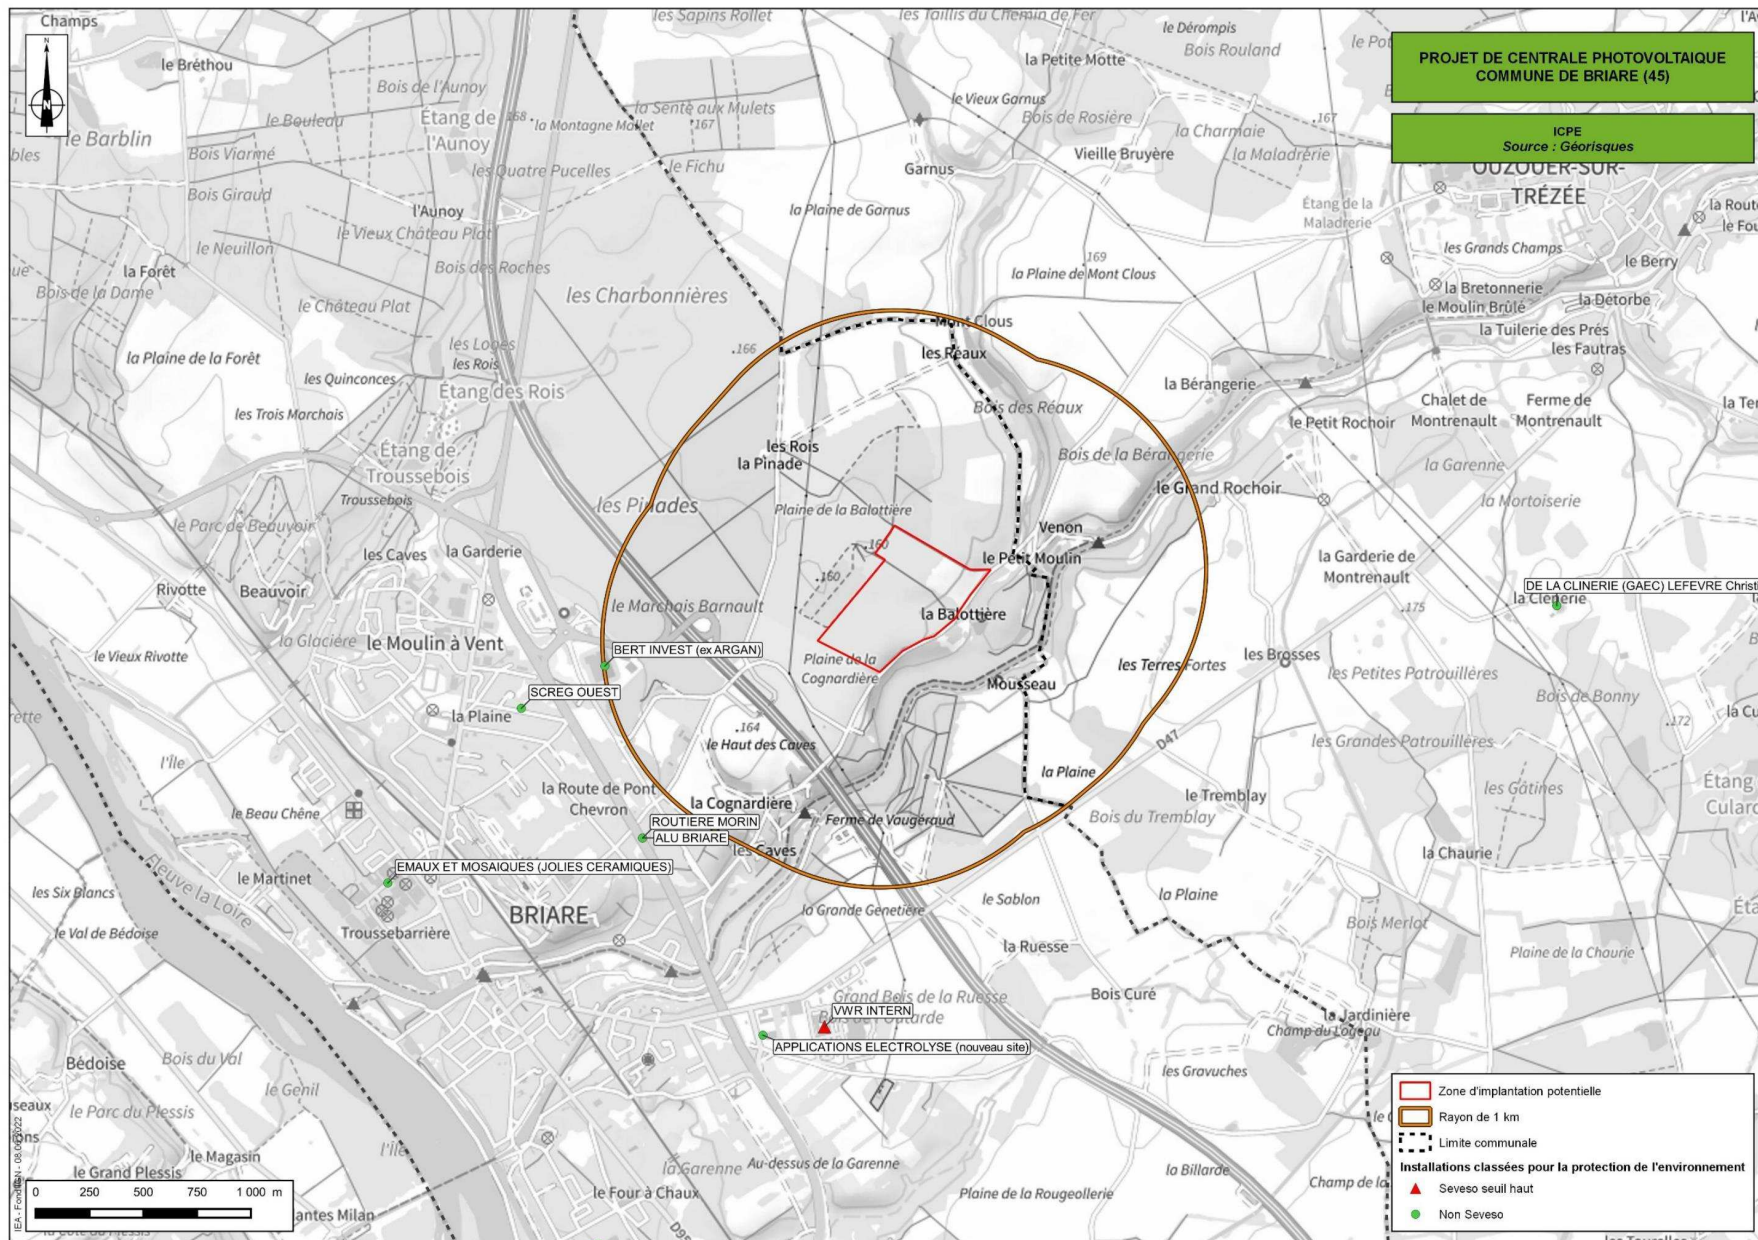 Champs
les Sapins Rollet
les Taillis du Chemin de Fer
le Dérompis
Bois Rouland
la Petite Motte
le Bréthou
Bois de l'Aunoy
le Vieux Garnus
PROJET DE CENTRALE PHOTOVOLTAIQUE
COMMUNE DE BRIARE (45)
ICPE
Source : Géorisques
N
N
le Barblin
le Bouleau
Étang de
l'Aunoy
.168
la Sente aux Mulets
la Montagne Mallet
.167
Bois de Rosière
la Charmaie
.167
Bois Viarmé
le Fichu
Vieille Bruyère
la Maladrerie
les Quatre Pucelles
Garnus
Bois Giraud
l'Aunoy
la Plaine de Garnus
Étang de la
Maladrerie
OUZOUER-SUR-
TRÉZÉE
le Vieux Château Plat
le Neuillon
Bois des Roches
la Forêt
Bois de la Dame
le Château Plat
les Charbonnières
.169
la Plaine de Mont Clous
les Grands Champs
le Berry
la Bretonnerie
le Moulin Brûlé
la Détorbe
la Tuilerie des Prés
les Fautras
Mont Clous
les Réaux
les Loges
les Rois
.166
la Plaine de la Forêt
les Quinconces
Étang des Rois
la Bérangerie
les Trois Marchais
Bois des Réaux
Chalet de
Montrenault
Ferme de
Montrenault
le Petit Rochoir
les Rois
la Pinade
Étang de
Troussebois
Troussebois
Bois de la Bérangerie
la Garenne
le Grand Rochoir
la Mortoiserie
les Pinades
Plaine de la Balottière
le Parc de Beauvoir
les Caves
la Garderie
Venon
.160
le Petit Moulin
la Garderie de
Montrenault
.160
Rivotte
Beauvoir
le Marchais Barnault
la Balottière
.175
DE LA CLINERIE (GAEC) LEFEVRE Christi
la Clénerie
la Glacière
le Moulin à Vent
BERT INVEST (ex ARGAN)
Plaine de la
Cognardière
le Vieux Rivotte
les Terres Fortes
les Brosses
les Petites Patrouillères
Mousseau
Bois de Bonny
SCREG OUEST
la Plaine
.164
le Haut des Caves
D47
les Grandes Patrouillères
.172
l'Île
la Plaine
la Route de Pont
Chevron
la Cognardière
le Tremblay
les Gâtines
le Beau Chêne
ROUTIERE MORIN
ALU BRIARE
Ferme de Vaugéraud
Bois du Tremblay
les Caves
la Chaurie
EMAUX ET MOSAIQUES (JOLIES CERAMIQUES)
le Martinet
les Six Blancs
Fleuve la Loire
BRIARE
la Grande Genetière
le Sablon
la Plaine
Bois Merlot
le Val de Bédoise
Troussebarrière
la Ruesse
Plaine de la Chaurie
Grand Bois de la Ruesse
Bois Curé
VWR INTERN
la Jardinière
Champ du Logeau
APPLICATIONS ELECTROLYSE (nouveau site)
Bédoise
Bois du Val
les Gravuches
le Genil
le Parc du Plessis
l'Île
le Magasin
le Grand Plessis
la Garenne
Au-dessus de la Garenne
la Billarde
le Four à Chaux
Plaine de la Rougeollerie
Zone d'implantation potentielle
Rayon de 1 km
Limite communale
Installations classées pour la protection de l'environnement
Seveso seuil haut
Non Seveso
0 250 500 750 1 000 m